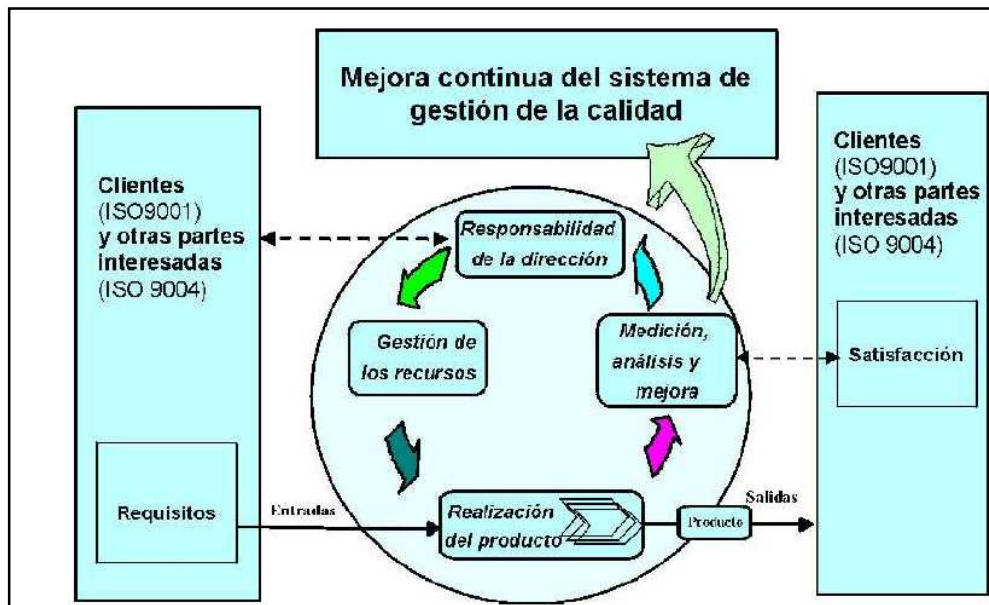 Mejora continua del sistema de
gestión de la calidad
Clientes
(ISO9001)
y otras partes
interesadas
(ISO 9004)
Requisitos
Entradas
Responsabilidad
de la dirección
Gestión de
los recursos
Medición,
análisis y
mejora
Realización
del producto
Producto
Salidas
Clientes
(ISO9001)
y otras partes
interesadas
(ISO 9004)
Satisfacción